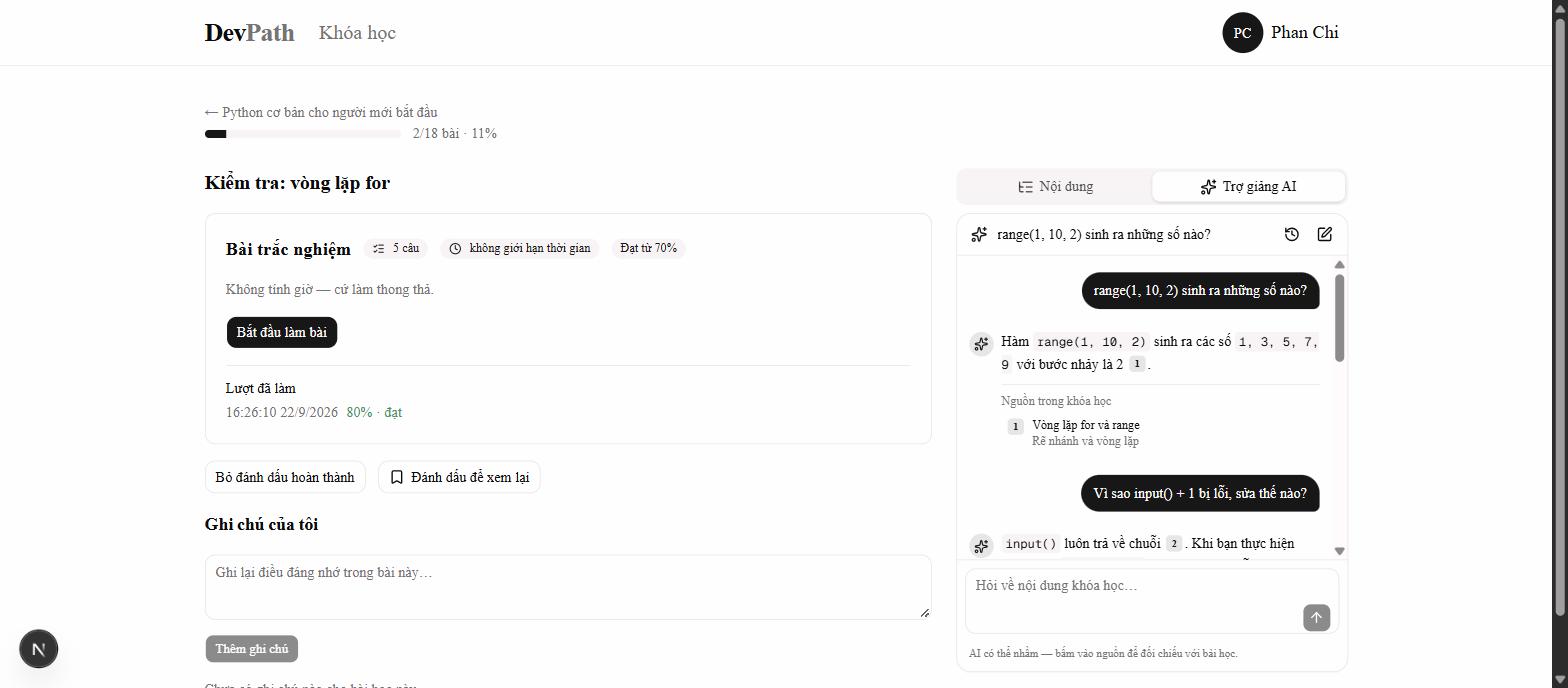 DevPath Khóa học
PC Phan Chi
← Python cơ bản cho người mới bắt đầu
2/18 bài · 11%
Kiểm tra: vòng lặp for
Bài trắc nghiệm 5 câu không giới hạn thời gian Đạt từ 70%
Không tính giờ — cứ làm thong thả.
Bắt đầu làm bài
Lượt đã làm
16:26:10 22/9/2026 80% · đạt
Bỏ đánh dấu hoàn thành Đánh dấu để xem lại
Ghi chú của tôi
Ghi lại điều đáng nhớ trong bài này…
Thêm ghi chú
Chưa có ghi chú nào cho bài học này
N
Nội dung Trợ giảng AI
range(1, 10, 2) sinh ra những số nào?
range(1, 10, 2) sinh ra những số nào?
Hàm range(1, 10, 2) sinh ra các số 1, 3, 5, 7,
9 với bước nhảy là 2 1 .
Nguồn trong khóa học
1 Vòng lặp for và range
Rẽ nhánh và vòng lặp
Vì sao input() + 1 bị lỗi, sửa thế nào?
input() luôn trả về chuỗi 2 . Khi bạn thực hiện
Hỏi về nội dung khóa học…
AI có thể nhầm — bấm vào nguồn để đối chiếu với bài học.